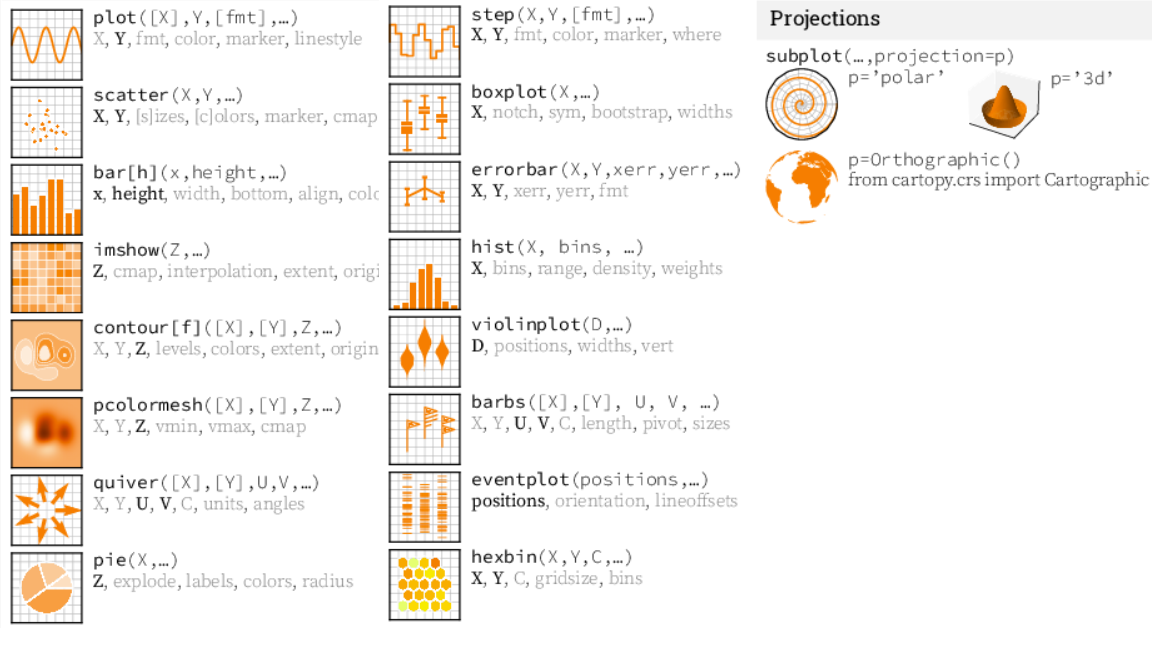 plot([X],Y,[fmt],…)
X, Y, fmt, color, marker, linestyle
scatter(X,Y,…)
X, Y, [s]izes, [c]olors, marker, cmap
bar[h](x,height,…)
x, height, width, bottom, align, colo
imshow(Z,…)
Z, cmap, interpolation, extent, origi
contour[f]([X],[Y],Z,…)
X, Y, Z, levels, colors, extent, origin
pcolormesh([X],[Y],Z,…)
X, Y, Z, vmin, vmax, cmap
quiver([X],[Y],U,V,…)
X, Y, U, V, C, units, angles
pie(X,…)
Z, explode, labels, colors, radius
step(X,Y,[fmt],…)
X, Y, fmt, color, marker, where
boxplot(X,…)
X, notch, sym, bootstrap, widths
errorbar(X,Y,xerr,yerr,…)
X, Y, xerr, yerr, fmt
hist(X, bins, …)
X, bins, range, density, weights
violinplot(D,…)
D, positions, widths, vert
barbs([X],[Y], U, V, …)
X, Y, U, V, C, length, pivot, sizes
eventplot(positions,…)
positions, orientation, lineoffsets
hexbin(X,Y,C,…)
X, Y, C, gridsize, bins
Projections
subplot(…,projection=p)
p='polar'
p='3d'
p=Orthographic()
from cartopy.crs import Cartographic